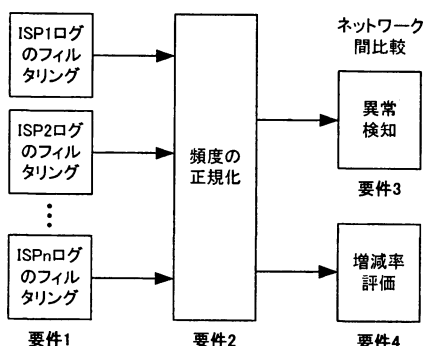 ISP1ログ
のフィル
タリング
ISP2ログ
のフィル
タリング
ISPnログ
のフィル
タリング
要件1
頻度の
正規化
要件2
ネットワーク
間比較
異常
検知
要件3
増減率
評価
要件4